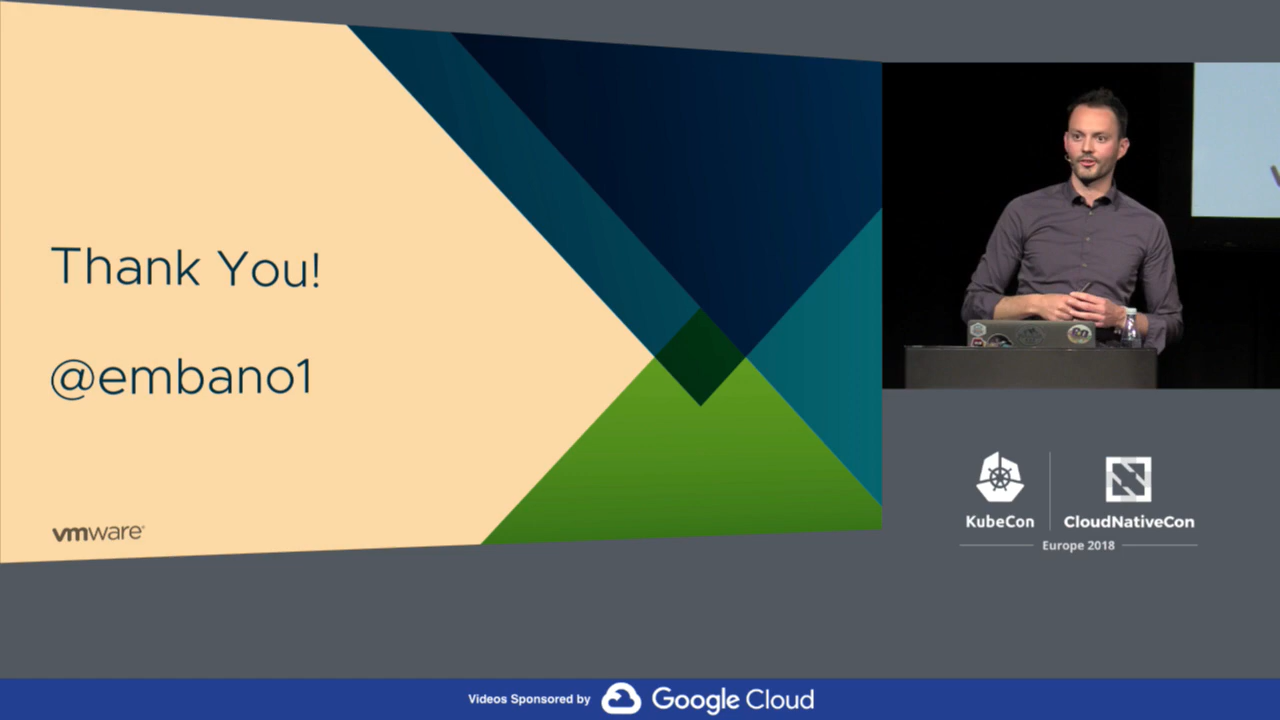 Thank You!
@embano1
vmware
KubeCon
CloudNativeCon
Europe 2018
Videos Sponsored by
Google Cloud